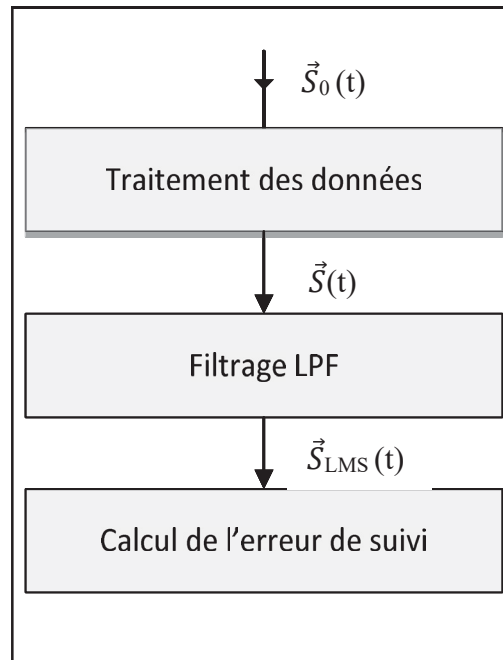 S⃗₀ (t)
Traitement des données
S⃗(t)
Filtrage LPF
S⃗LMS (t)
Calcul de l'erreur de suivi